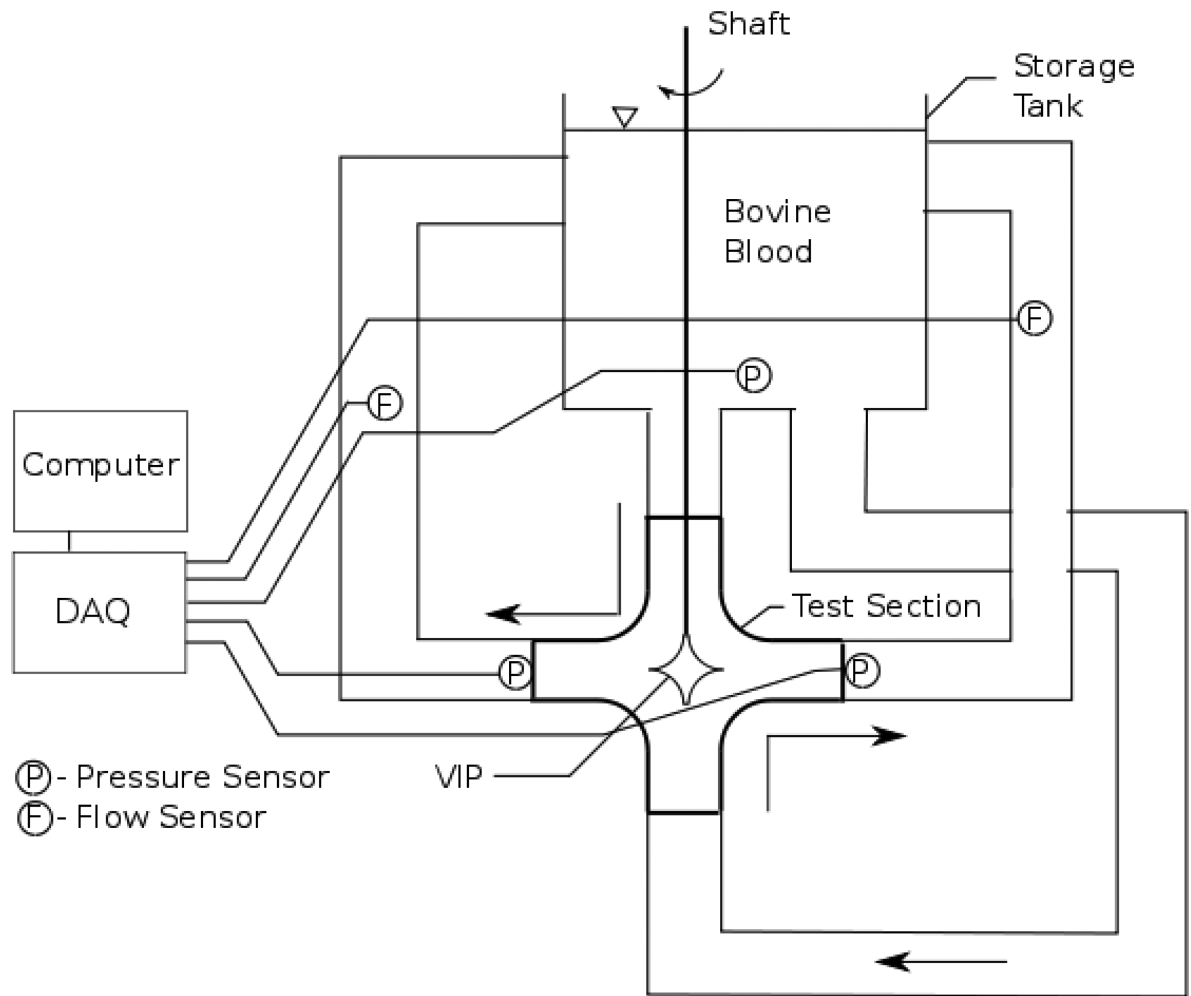 Shaft
Storage
Tank
Bovine
Blood
F
P
F
Computer
DAQ
Test Section
P
P
VIP
P - Pressure Sensor
F - Flow Sensor